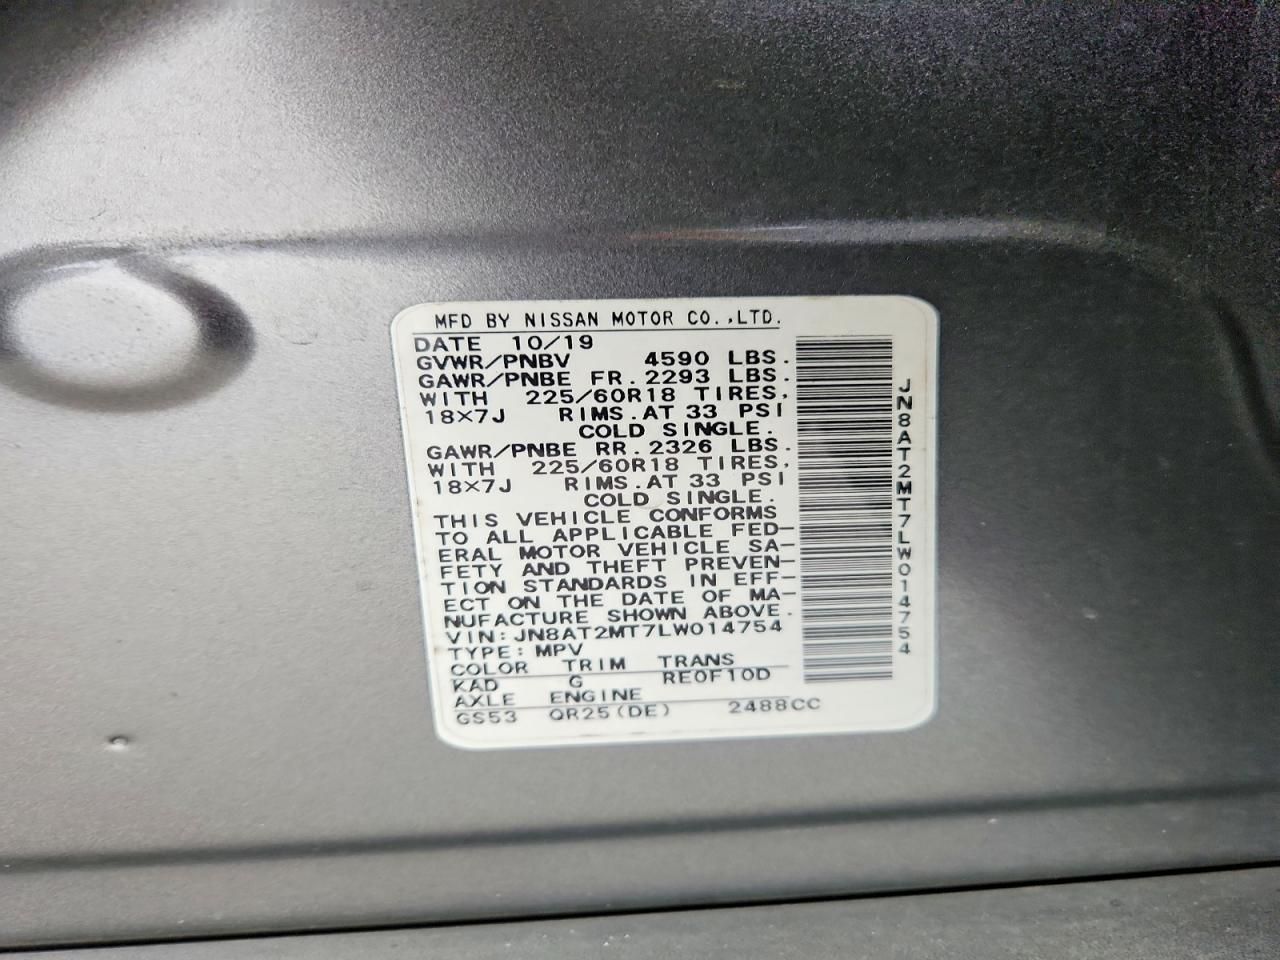 MFD BY NISSAN MOTOR CO.,LTD.
DATE 10/19
GVWR/PNBV 4590 LBS.
GAWR/PNBE FR.2293 LBS.
WITH 225/60R18 TIRES,
18×7J RIMS.AT 33 PSI
COLD SINGLE.
GAWR/PNBE RR.2326 LBS.
WITH 225/60R18 TIRES,
18×7J RIMS.AT 33 PSI
COLD SINGLE.
THIS VEHICLE CONFORMS
TO ALL APPLICABLE FED-
ERAL MOTOR VEHICLE SA-
FETY AND THEFT PREVEN-
TION STANDARDS IN EFF-
ECT ON THE DATE OF MA-
NUFACTURE SHOWN ABOVE.
VIN:JN8AT2MT7LW014754
TYPE:MPV
COLOR TRIM TRANS
KAD G RE0F10D
AXLE ENGINE
GS53 QR25(DE) 2488CC
JN8AT2MT7LW014754